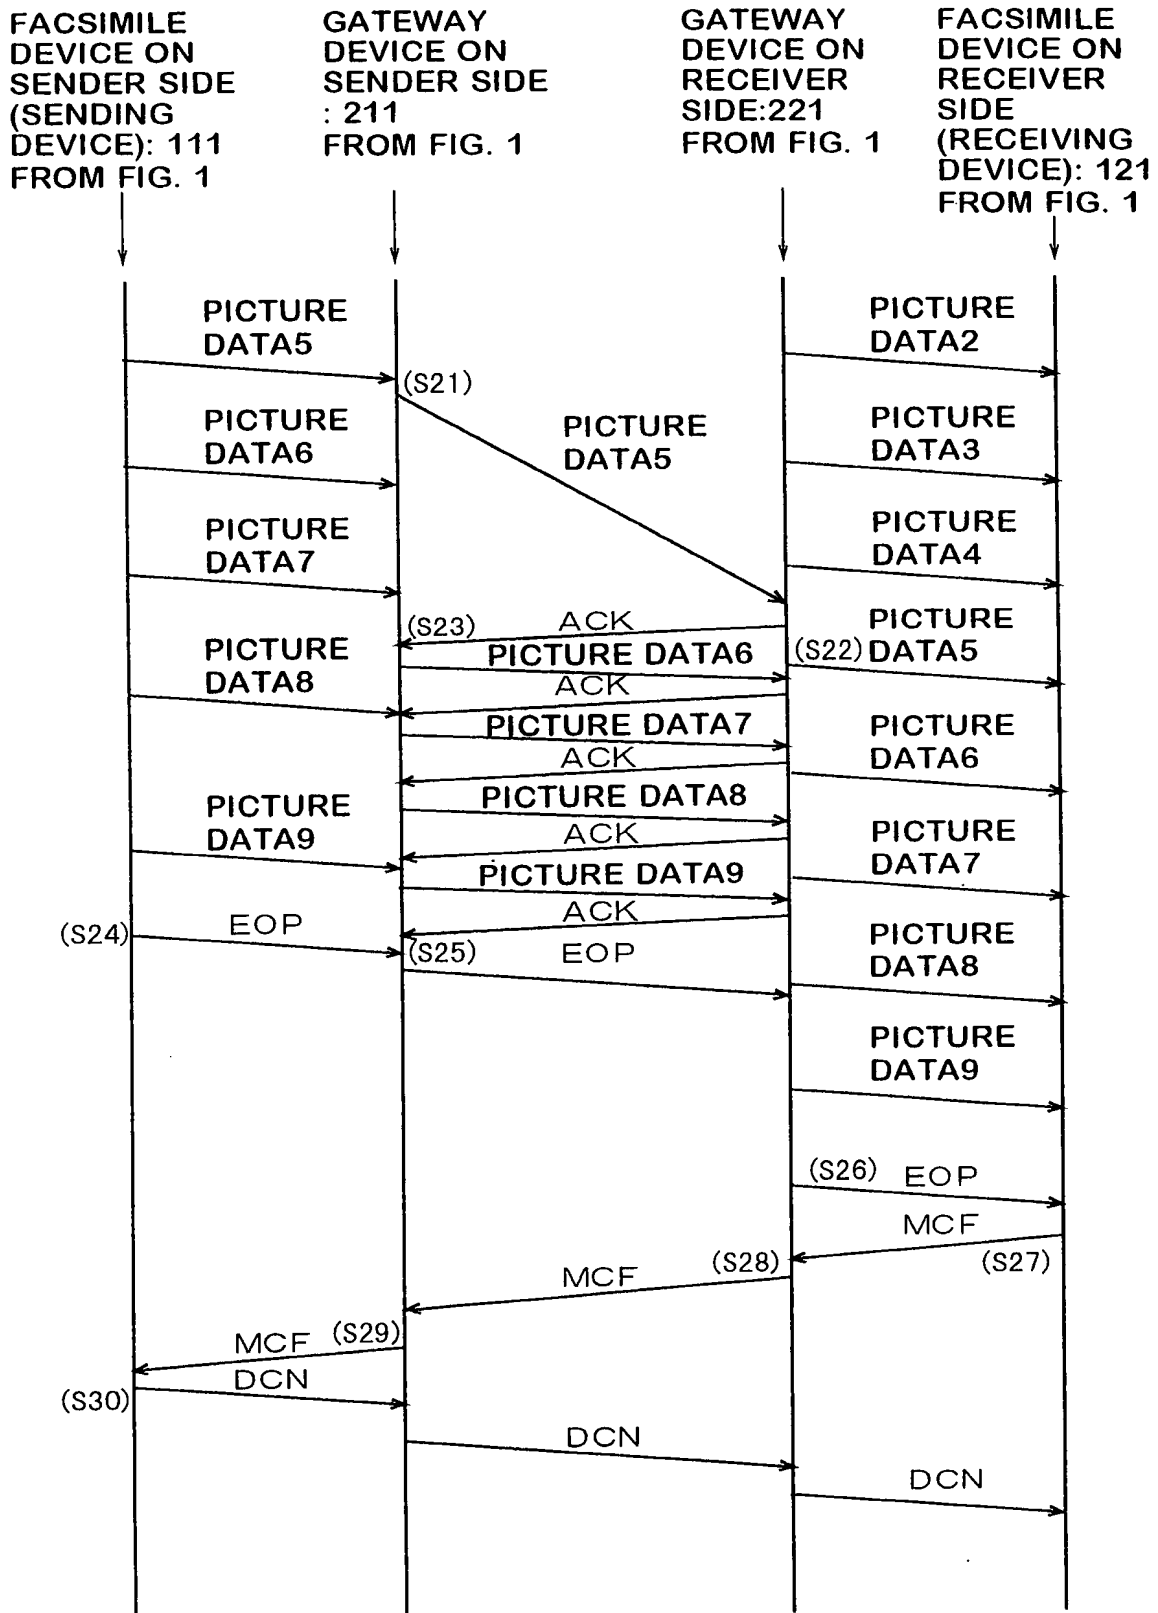 FACSIMILE
DEVICE ON
SENDER SIDE
(SENDING
DEVICE): 111
FROM FIG. 1
GATEWAY
DEVICE ON
SENDER SIDE
: 211
FROM FIG. 1
GATEWAY
DEVICE ON
RECEIVER
SIDE:221
FROM FIG. 1
FACSIMILE
DEVICE ON
RECEIVER
SIDE
(RECEIVING
DEVICE): 121
FROM FIG. 1
PICTURE
DATA5
PICTURE
DATA2
(S21)
PICTURE
DATA6
PICTURE
DATA5
PICTURE
DATA3
PICTURE
DATA7
PICTURE
DATA4
(S23)
ACK
PICTURE
DATA5
PICTURE DATA6
(S22)
PICTURE
DATA8
ACK
PICTURE DATA7
PICTURE
DATA6
ACK
PICTURE DATA8
PICTURE
DATA9
ACK
PICTURE
DATA7
PICTURE DATA9
ACK
(S24)
EOP
(S25)
EOP
PICTURE
DATA8
PICTURE
DATA9
(S26)
EOP
MCF
(S27)
(S28)
MCF
(S29)
MCF
DCN
(S30)
DCN
DCN